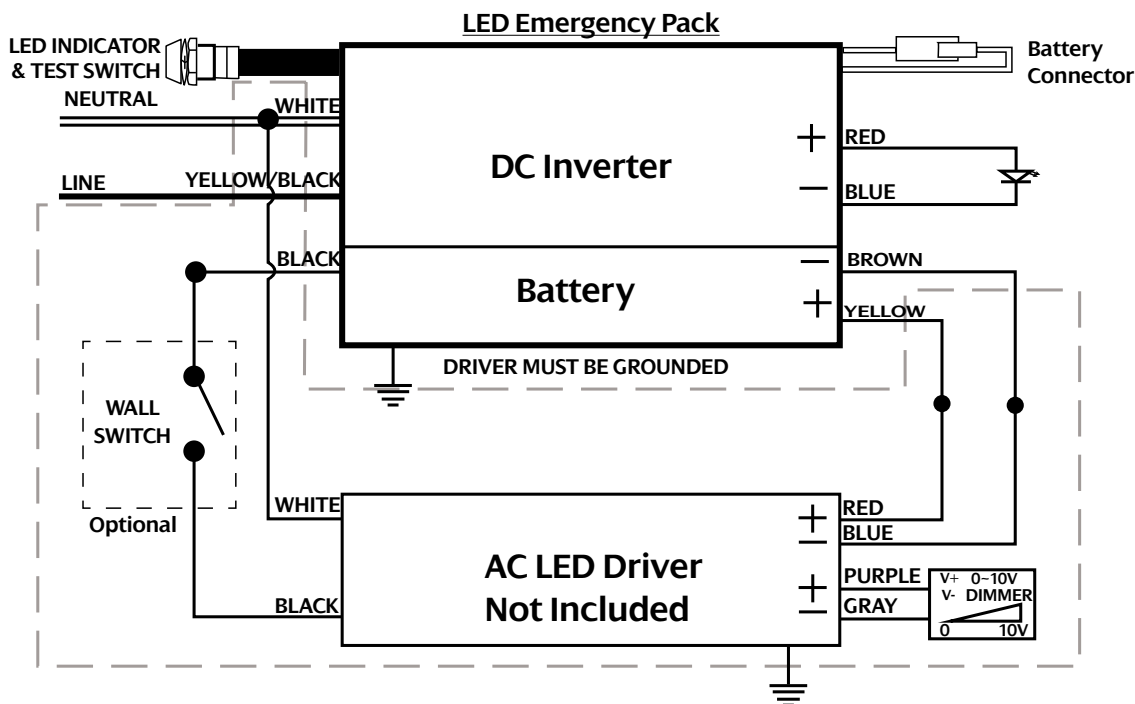 LED Emergency Pack
LED INDICATOR
& TEST SWITCH
Battery
Connector
NEUTRAL
WHITE
+
RED
DC Inverter
LINE
YELLOW/BLACK
−
BLUE
BLACK
−
BROWN
Battery
+
YELLOW
DRIVER MUST BE GROUNDED
WALL
SWITCH
Optional
WHITE
+
RED
−
BLUE
AC LED Driver
Not Included
+
PURPLE
BLACK
−
GRAY
V+ 0~10V
V- DIMMER
0 10V